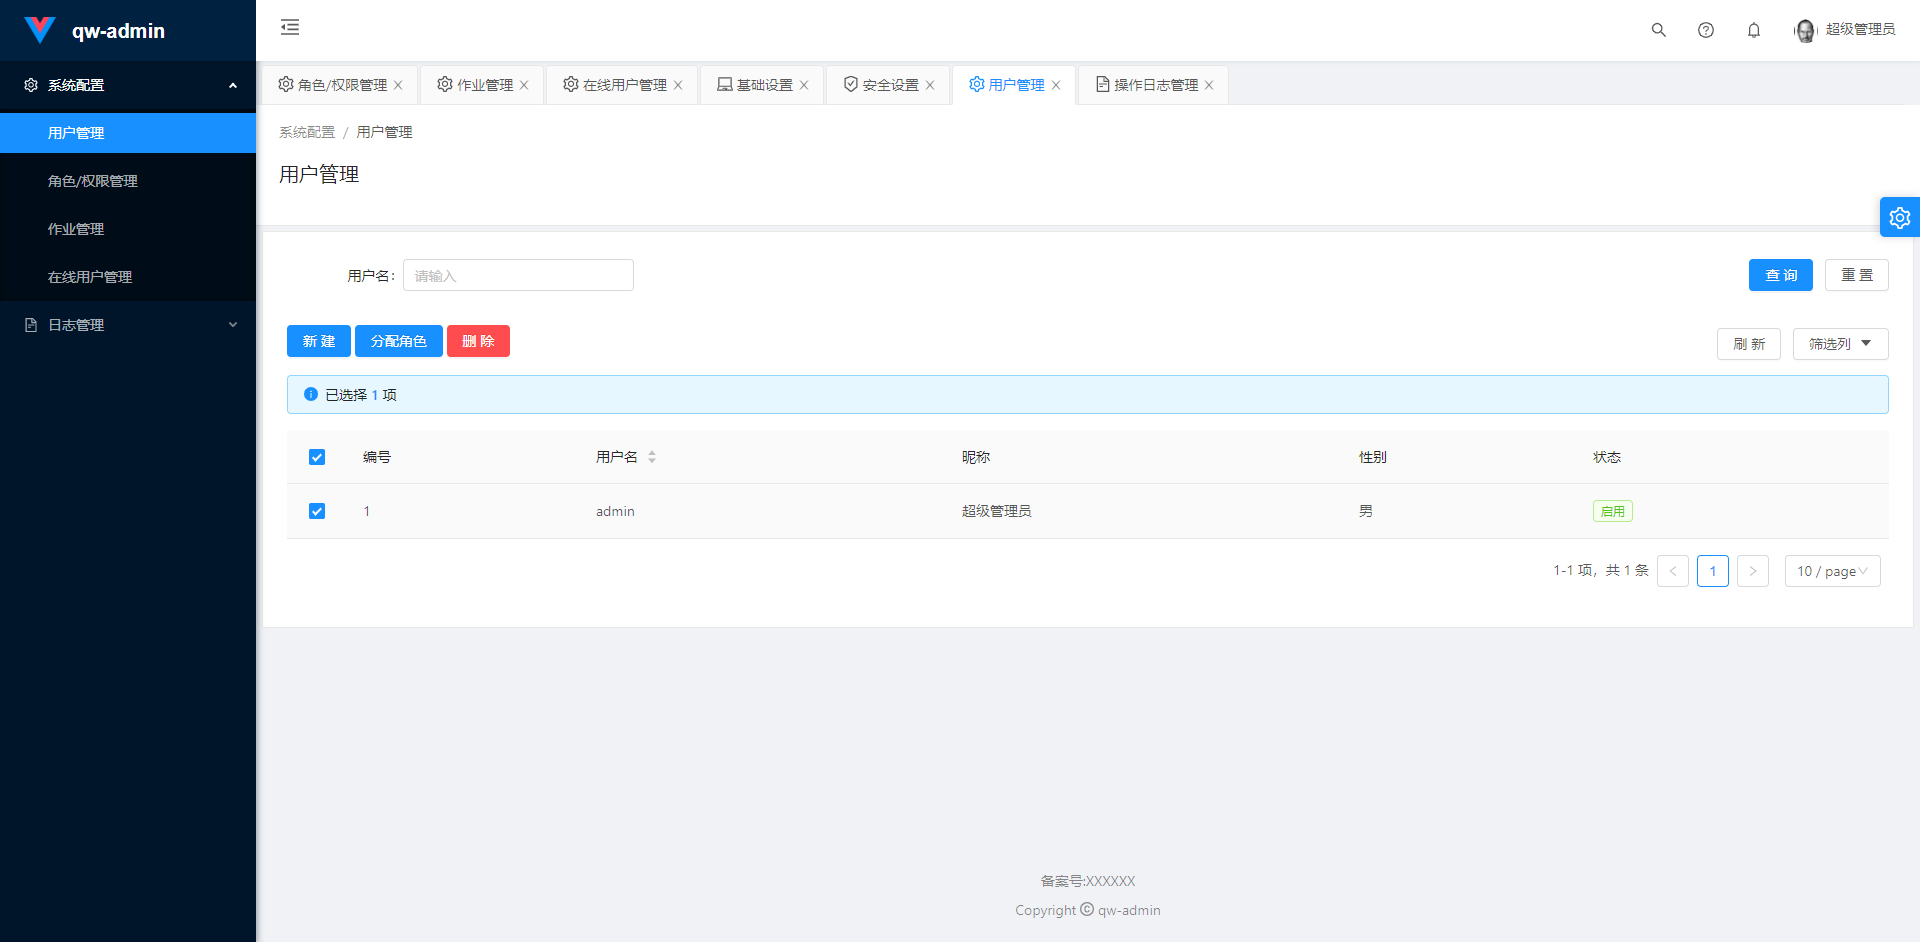 qw-admin
超级管理员
系统配置
用户管理
角色/权限管理
作业管理
在线用户管理
日志管理
角色/权限管理
作业管理
在线用户管理
基础设置
安全设置
用户管理
操作日志管理
系统配置 / 用户管理
用户管理
用户名: 请输入
查 询 重 置
新 建 分配角色 删 除
刷 新 筛选列
已选择 1 项
编号 用户名 昵称 性别 状态
1 admin 超级管理员 男 启用
1-1 项，共 1 条 < 1 > 10 / page
备案号:XXXXXX
Copyright © qw-admin